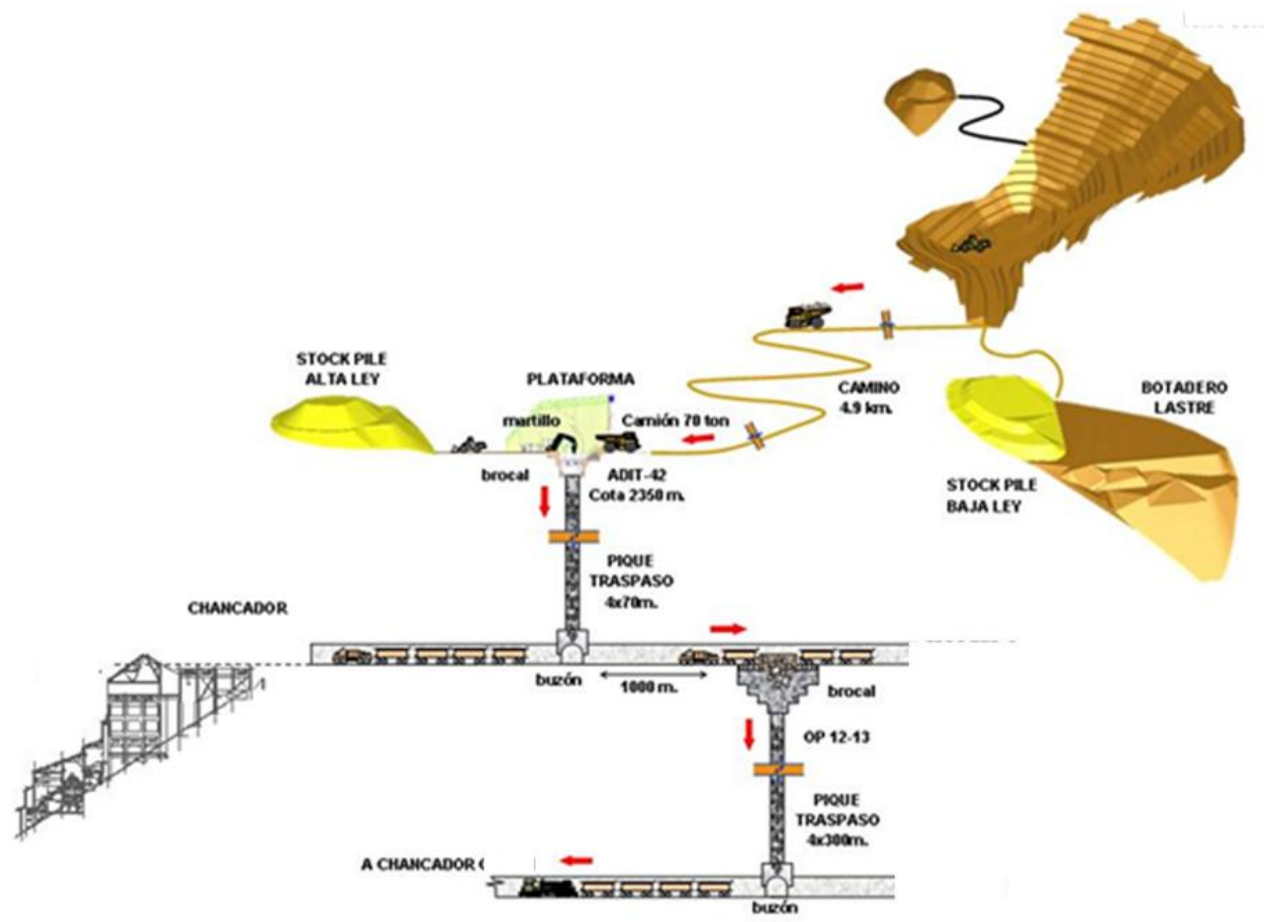 STOCK PILE
ALTA LEY
PLATAFORMA
martillo
Camión 70 ton
CAMINO
4.9 km.
BOTADERO
LASTRE
brocal
ADIT-42
Cota 2350 m.
STOCK PILE
BAJA LEY
PIQUE
TRASPASO
4x70m.
CHANCADOR
buzón
1000 m.
brocal
OP 12-13
PIQUE
TRASPASO
4x300m.
A CHANCADOR
buzón